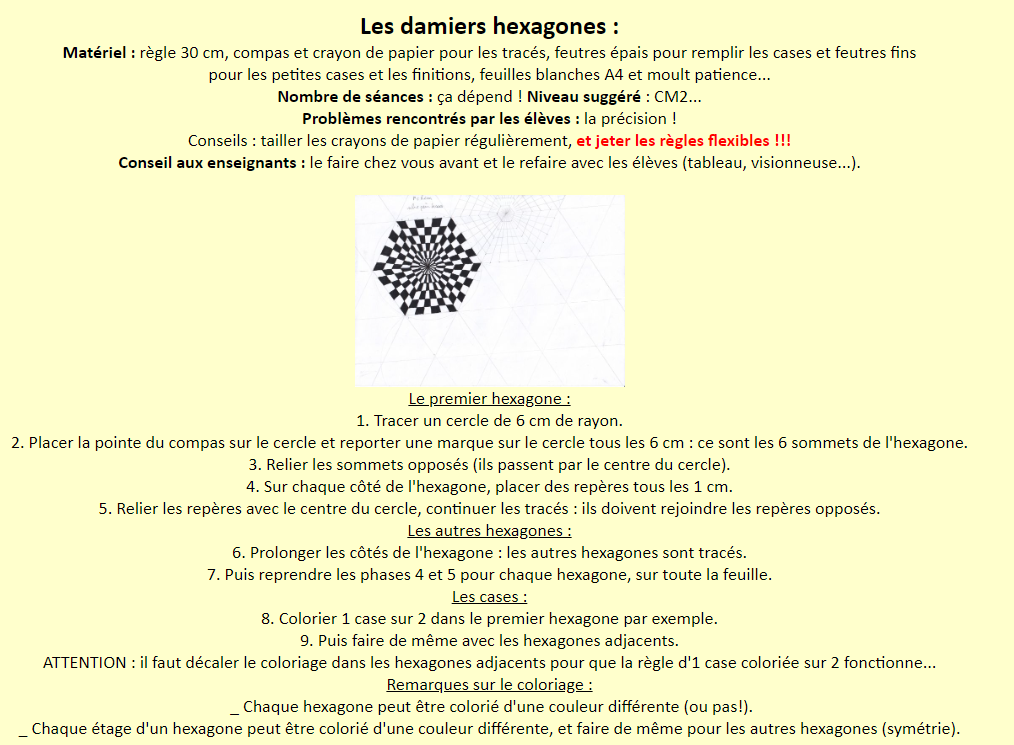 Les damiers hexagones :
Matériel : règle 30 cm, compas et crayon de papier pour les tracés, feutres épais pour remplir les cases et feutres fins
pour les petites cases et les finitions, feuilles blanches A4 et moult patience...
Nombre de séances : ça dépend ! Niveau suggéré : CM2...
Problèmes rencontrés par les élèves : la précision !
Conseils : tailler les crayons de papier régulièrement, et jeter les règles flexibles !!!
Conseil aux enseignants : le faire chez vous avant et le refaire avec les élèves (tableau, visionneuse...).
Le premier hexagone :
1. Tracer un cercle de 6 cm de rayon.
2. Placer la pointe du compas sur le cercle et reporter une marque sur le cercle tous les 6 cm : ce sont les 6 sommets de l'hexagone.
3. Relier les sommets opposés (ils passent par le centre du cercle).
4. Sur chaque côté de l'hexagone, placer des repères tous les 1 cm.
5. Relier les repères avec le centre du cercle, continuer les tracés : ils doivent rejoindre les repères opposés.
Les autres hexagones :
6. Prolonger les côtés de l'hexagone : les autres hexagones sont tracés.
7. Puis reprendre les phases 4 et 5 pour chaque hexagone, sur toute la feuille.
Les cases :
8. Colorier 1 case sur 2 dans le premier hexagone par exemple.
9. Puis faire de même avec les hexagones adjacents.
ATTENTION : il faut décaler le coloriage dans les hexagones adjacents pour que la règle d'1 case coloriée sur 2 fonctionne...
Remarques sur le coloriage :
_ Chaque hexagone peut être colorié d'une couleur différente (ou pas!).
_ Chaque étage d'un hexagone peut être colorié d'une couleur différente, et faire de même pour les autres hexagones (symétrie).